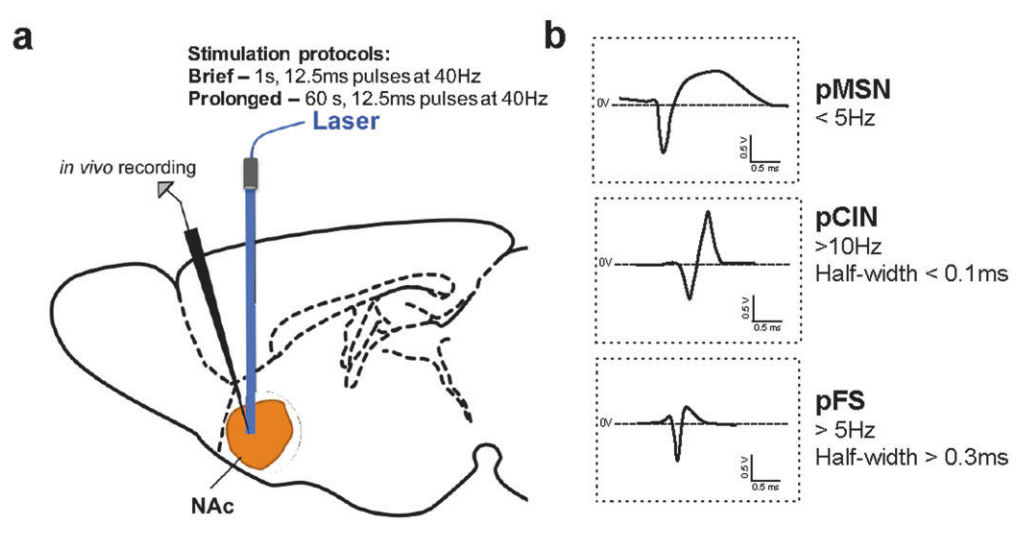 a
Stimulation protocols:
Brief – 1s, 12.5ms pulses at 40Hz
Prolonged – 60 s, 12.5ms pulses at 40Hz
Laser
in vivo recording
NAc
b
0V
0.5 V
0.5 ms
pMSN
< 5Hz
0V
0.5V
0.5 ms
pCIN
>10Hz
Half-width < 0.1ms
0V
0.5 V
0.5 ms
pFS
> 5Hz
Half-width > 0.3ms